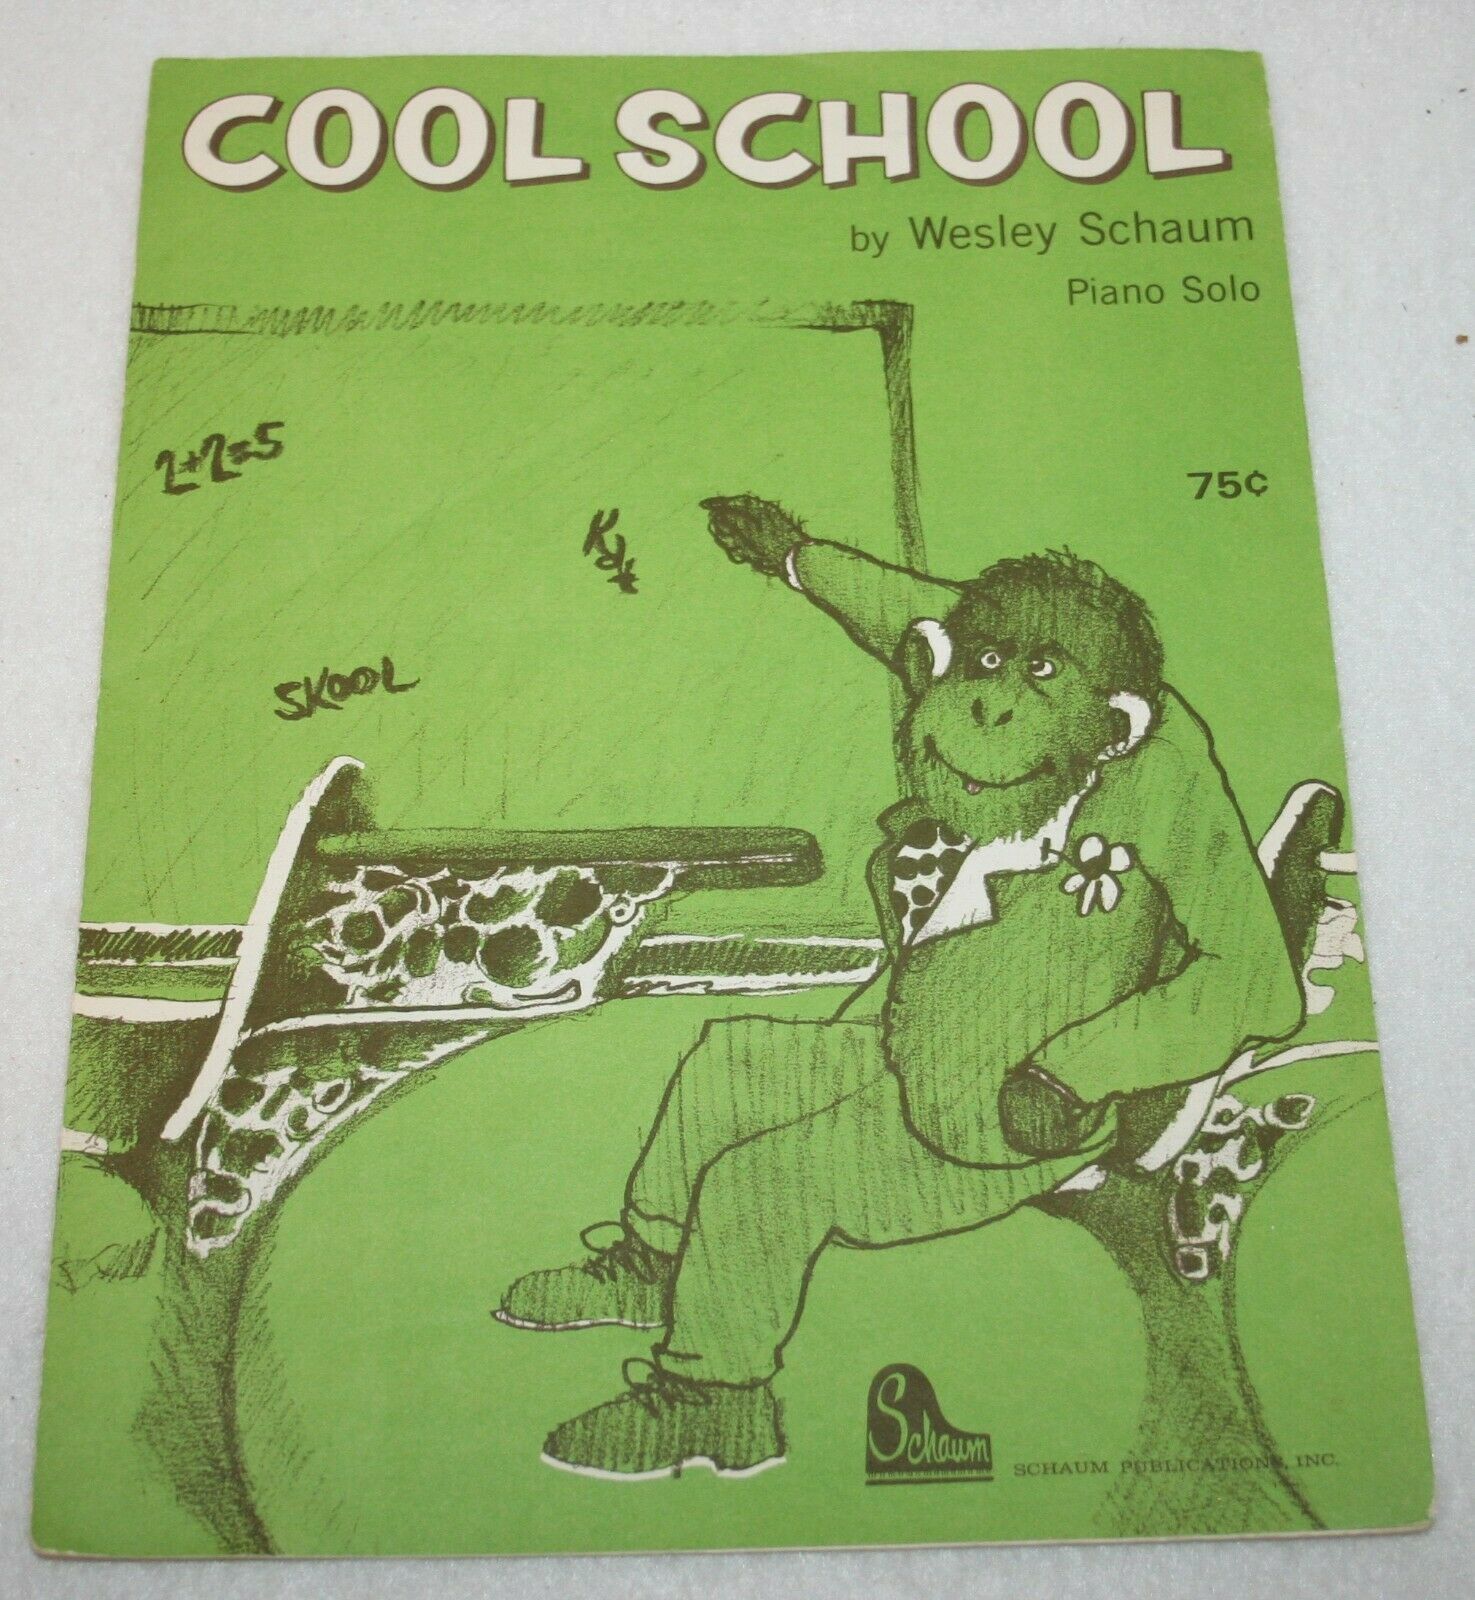 COOL SCHOOL
by Wesley Schaum
Piano Solo
2+2=5
75¢
SKOOL
Schaum
SCHAUM PUBLICATIONS, INC.